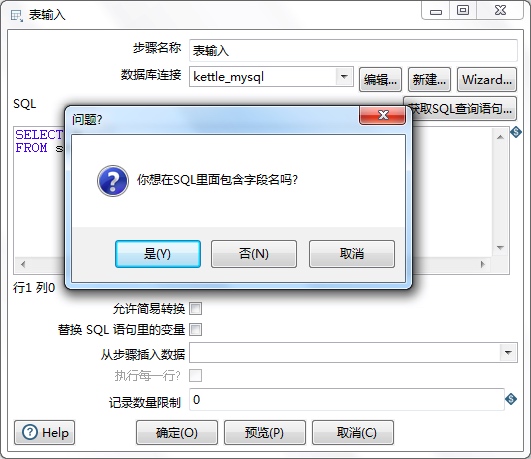 表输入
步骤名称 表输入
数据库连接 kettle_mysql 编辑... 新建... Wizard...
SQL 获取SQL查询语句...
SELECT
FROM s
问题?
你想在SQL里面包含字段名吗?
是(Y) 否(N) 取消
行1 列0
允许简易转换
替换 SQL 语句里的变量
从步骤插入数据
执行每一行?
记录数量限制 0
Help 确定(O) 预览(P) 取消(C)